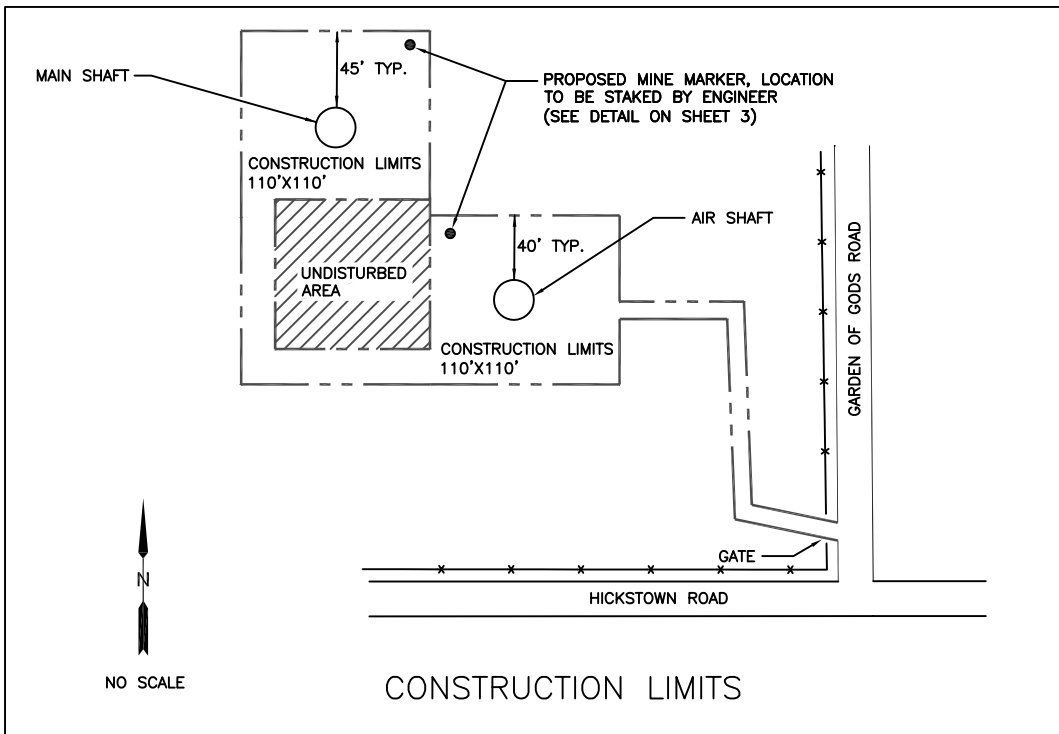 45' TYP.
MAIN SHAFT
PROPOSED MINE MARKER, LOCATION
TO BE STAKED BY ENGINEER
(SEE DETAIL ON SHEET 3)
CONSTRUCTION LIMITS
110'X110'
AIR SHAFT
40' TYP.
UNDISTURBED
AREA
CONSTRUCTION LIMITS
110'X110'
GARDEN OF GODS ROAD
GATE
HICKSTOWN ROAD
N
NO SCALE
CONSTRUCTION LIMITS